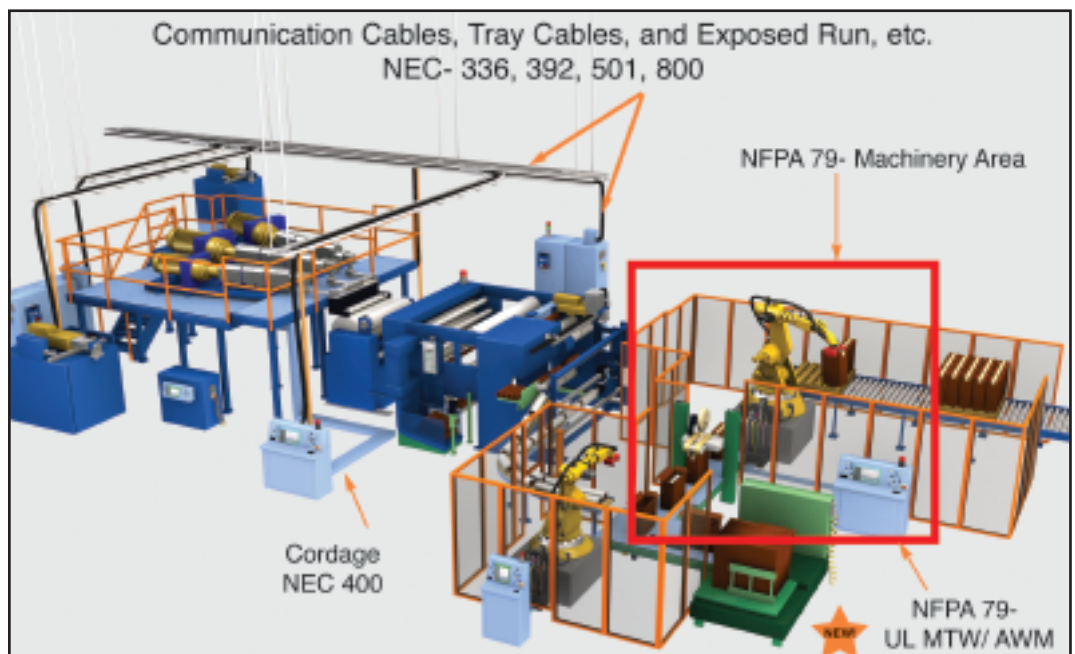 Communication Cables, Tray Cables, and Exposed Run, etc.
NEC- 336, 392, 501, 800
NFPA 79- Machinery Area
Cordage
NEC 400
NFPA 79-
UL MTW/ AWM
NEW!